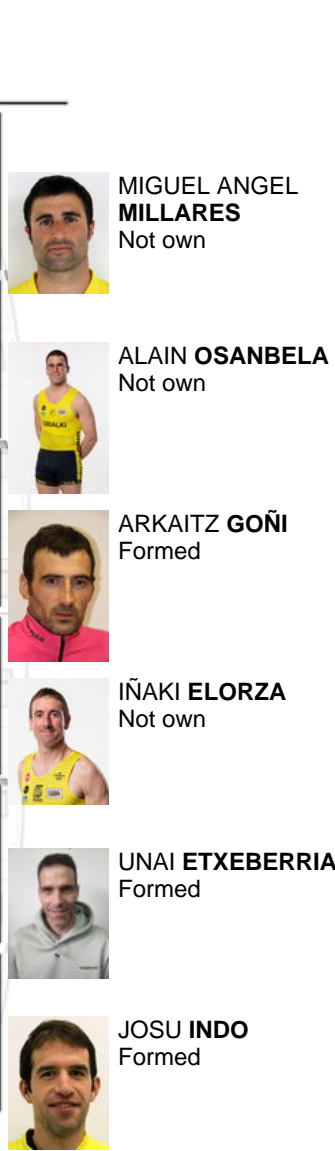 MIGUEL ANGEL
MILLARES
Not own
ALAIN OSANBELA
Not own
ARKAITZ GOÑI
Formed
IÑAKI ELORZA
Not own
UNAI ETXEBERRIA
Formed
JOSU INDO
Formed